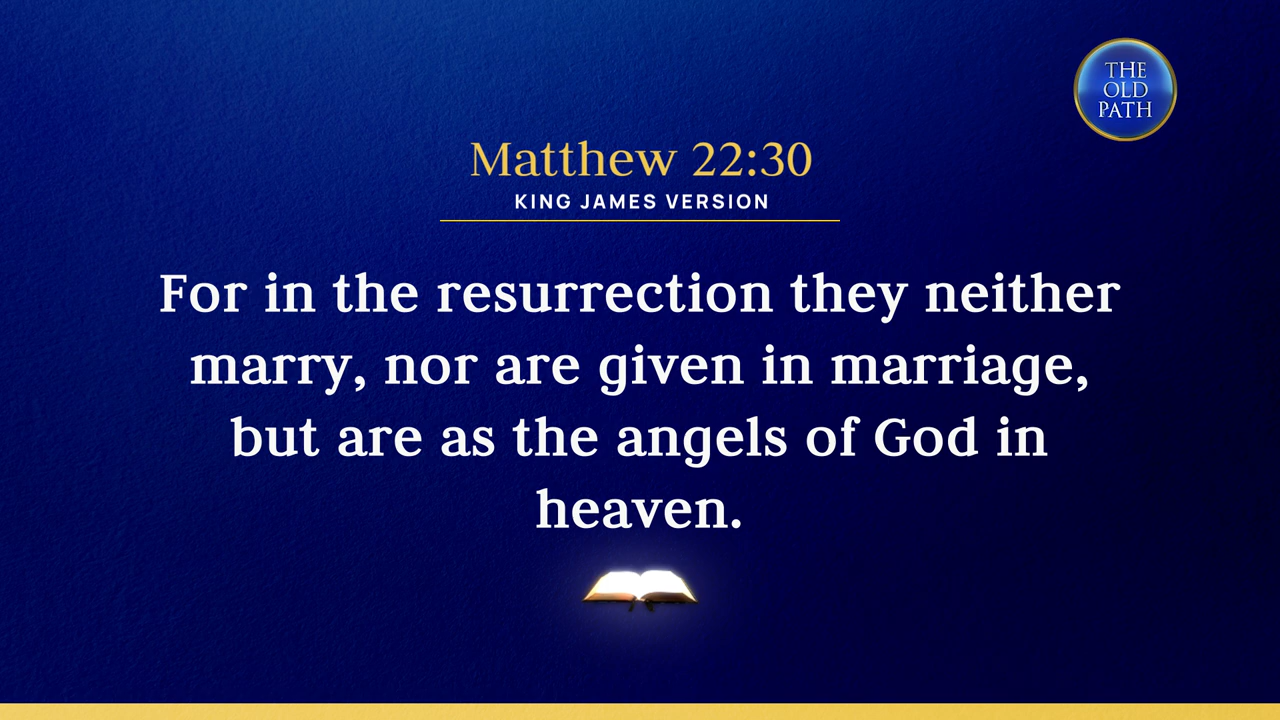 THE
OLD
PATH
Matthew 22:30
KING JAMES VERSION
For in the resurrection they neither
marry, nor are given in marriage,
but are as the angels of God in
heaven.